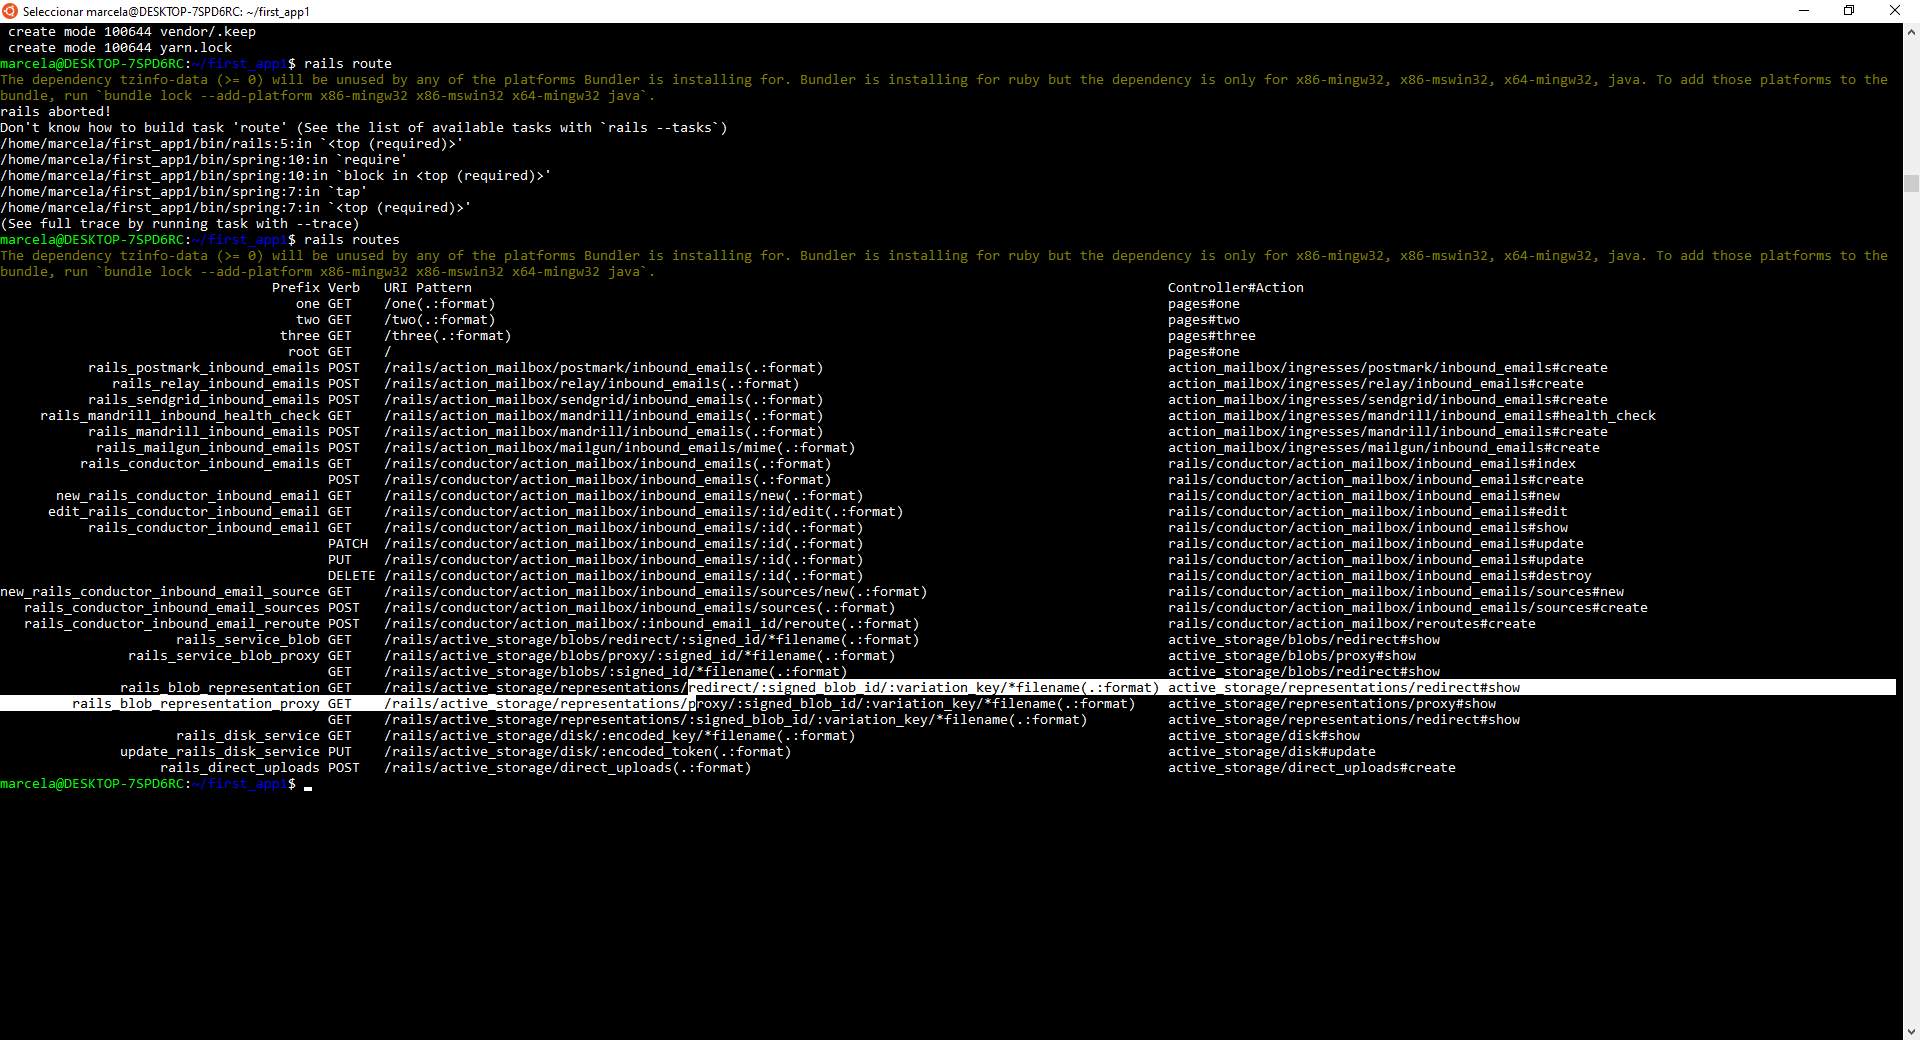 Seleccionar marcela@DESKTOP-7SPD6RC: ~/first_app1
create mode 100644 vendor/.keep
create mode 100644 yarn.lock
marcela@DESKTOP-7SPD6RC:~/first_app1$ rails route
The dependency tzinfo-data (>= 0) will be unused by any of the platforms Bundler is installing for. Bundler is installing for ruby but the dependency is only for x86-mingw32, x86-mswin32, x64-mingw32, java. To add those platforms to the
bundle, run `bundle lock --add-platform x86-mingw32 x86-mswin32 x64-mingw32 java`.
rails aborted!
Don't know how to build task 'route' (See the list of available tasks with `rails --tasks`)
/home/marcela/first_app1/bin/rails:5:in `<top (required)>'
/home/marcela/first_app1/bin/spring:10:in `require'
/home/marcela/first_app1/bin/spring:10:in `block in <top (required)>'
/home/marcela/first_app1/bin/spring:7:in `tap'
/home/marcela/first_app1/bin/spring:7:in `<top (required)>'
(See full trace by running task with --trace)
marcela@DESKTOP-7SPD6RC:~/first_app1$ rails routes
The dependency tzinfo-data (>= 0) will be unused by any of the platforms Bundler is installing for. Bundler is installing for ruby but the dependency is only for x86-mingw32, x86-mswin32, x64-mingw32, java. To add those platforms to the
bundle, run `bundle lock --add-platform x86-mingw32 x86-mswin32 x64-mingw32 java`.
Prefix Verb URI Pattern Controller#Action
one GET /one(.:format) pages#one
two GET /two(.:format) pages#two
three GET /three(.:format) pages#three
root GET / pages#one
rails_postmark_inbound_emails POST /rails/action_mailbox/postmark/inbound_emails(.:format) action_mailbox/ingresses/postmark/inbound_emails#create
rails_relay_inbound_emails POST /rails/action_mailbox/relay/inbound_emails(.:format) action_mailbox/ingresses/relay/inbound_emails#create
rails_sendgrid_inbound_emails POST /rails/action_mailbox/sendgrid/inbound_emails(.:format) action_mailbox/ingresses/sendgrid/inbound_emails#create
rails_mandrill_inbound_health_check GET /rails/action_mailbox/mandrill/inbound_emails(.:format) action_mailbox/ingresses/mandrill/inbound_emails#health_check
rails_mandrill_inbound_emails POST /rails/action_mailbox/mandrill/inbound_emails(.:format) action_mailbox/ingresses/mandrill/inbound_emails#create
rails_mailgun_inbound_emails POST /rails/action_mailbox/mailgun/inbound_emails/mime(.:format) action_mailbox/ingresses/mailgun/inbound_emails#create
rails_conductor_inbound_emails GET /rails/conductor/action_mailbox/inbound_emails(.:format) rails/conductor/action_mailbox/inbound_emails#index
POST /rails/conductor/action_mailbox/inbound_emails(.:format) rails/conductor/action_mailbox/inbound_emails#create
new_rails_conductor_inbound_email GET /rails/conductor/action_mailbox/inbound_emails/new(.:format) rails/conductor/action_mailbox/inbound_emails#new
edit_rails_conductor_inbound_email GET /rails/conductor/action_mailbox/inbound_emails/:id/edit(.:format) rails/conductor/action_mailbox/inbound_emails#edit
rails_conductor_inbound_email GET /rails/conductor/action_mailbox/inbound_emails/:id(.:format) rails/conductor/action_mailbox/inbound_emails#show
PATCH /rails/conductor/action_mailbox/inbound_emails/:id(.:format) rails/conductor/action_mailbox/inbound_emails#update
PUT /rails/conductor/action_mailbox/inbound_emails/:id(.:format) rails/conductor/action_mailbox/inbound_emails#update
DELETE /rails/conductor/action_mailbox/inbound_emails/:id(.:format) rails/conductor/action_mailbox/inbound_emails#destroy
new_rails_conductor_inbound_email_source GET /rails/conductor/action_mailbox/inbound_emails/sources/new(.:format) rails/conductor/action_mailbox/inbound_emails/sources#new
rails_conductor_inbound_email_sources POST /rails/conductor/action_mailbox/inbound_emails/sources(.:format) rails/conductor/action_mailbox/inbound_emails/sources#create
rails_conductor_inbound_email_reroute POST /rails/conductor/action_mailbox/:inbound_email_id/reroute(.:format) rails/conductor/action_mailbox/reroutes#create
rails_service_blob GET /rails/active_storage/blobs/redirect/:signed_id/*filename(.:format) active_storage/blobs/redirect#show
rails_service_blob_proxy GET /rails/active_storage/blobs/proxy/:signed_id/*filename(.:format) active_storage/blobs/proxy#show
GET /rails/active_storage/blobs/:signed_id/*filename(.:format) active_storage/blobs/redirect#show
rails_blob_representation GET /rails/active_storage/representations/redirect/:signed_blob_id/:variation_key/*filename(.:format) active_storage/representations/redirect#show
rails_blob_representation_proxy GET /rails/active_storage/representations/proxy/:signed_blob_id/:variation_key/*filename(.:format) active_storage/representations/proxy#show
GET /rails/active_storage/representations/:signed_blob_id/:variation_key/*filename(.:format) active_storage/representations/redirect#show
rails_disk_service GET /rails/active_storage/disk/:encoded_key/*filename(.:format) active_storage/disk#show
update_rails_disk_service PUT /rails/active_storage/disk/:encoded_token(.:format) active_storage/disk#update
rails_direct_uploads POST /rails/active_storage/direct_uploads(.:format) active_storage/direct_uploads#create
marcela@DESKTOP-7SPD6RC:~/first_app1$